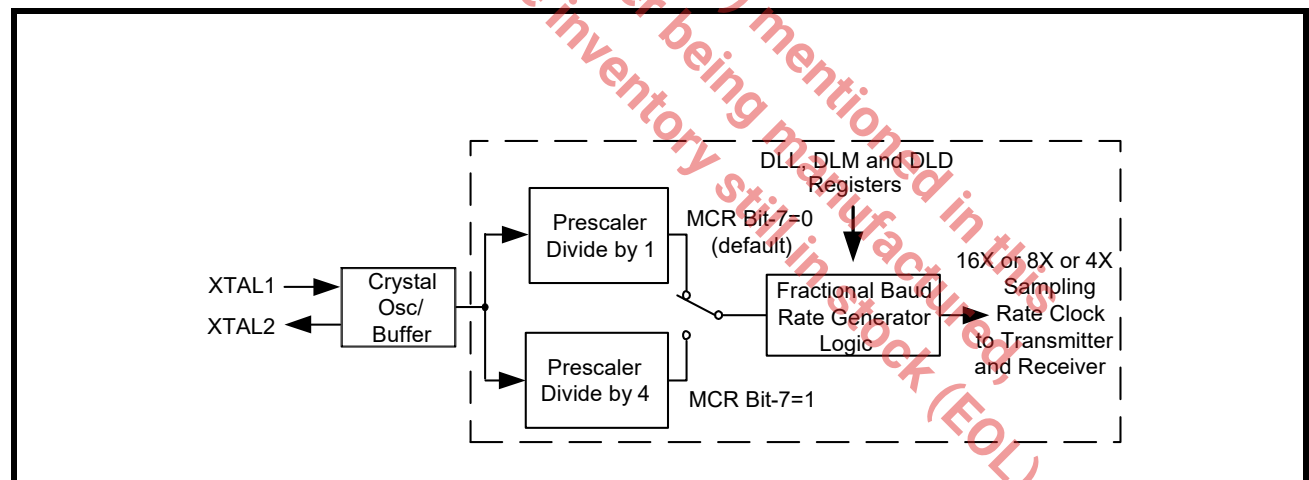 ) mentioned in this
er being manufactured,
e inventory still in stock (EOL)
DLL, DLM and DLD
Registers
Prescaler
Divide by 1
MCR Bit-7=0
(default)
XTAL1
XTAL2
Crystal
Osc/
Buffer
Fractional Baud
Rate Generator
Logic
16X or 8X or 4X
Sampling
Rate Clock
to Transmitter
and Receiver
Prescaler
Divide by 4
MCR Bit-7=1